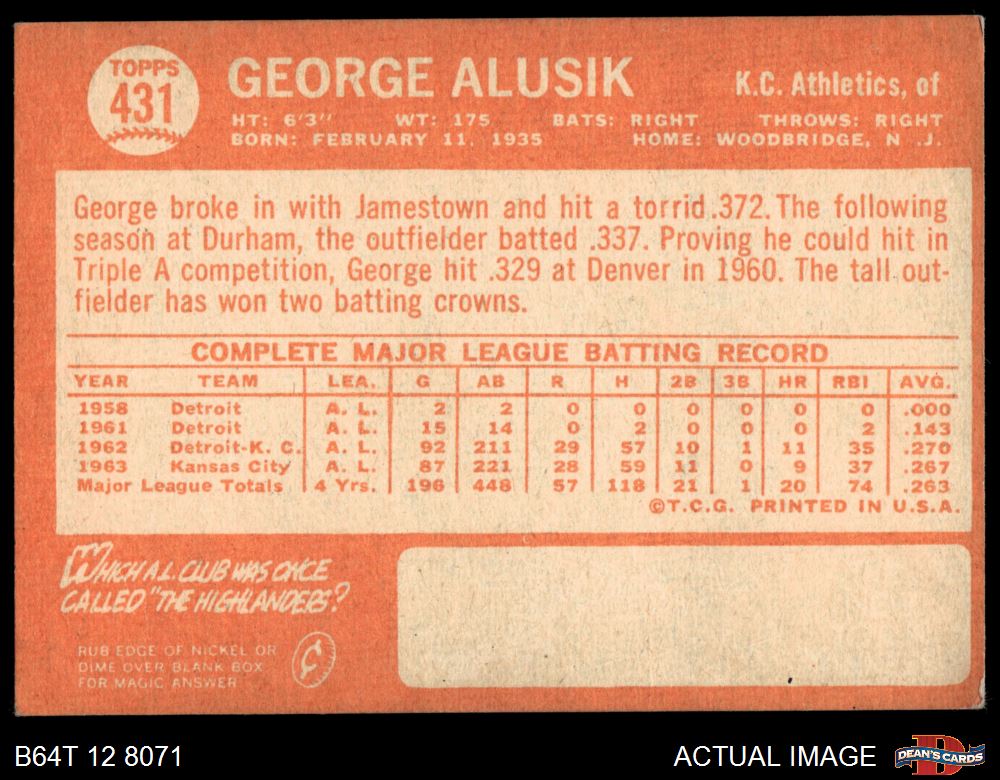 TOPPS
431
GEORGE ALUSIK
K.C. Athletics, of
HT: 6'3" WT: 175 BATS: RIGHT THROWS: RIGHT
BORN: FEBRUARY 11, 1935 HOME: WOODBRIDGE, N .J.
George broke in with Jamestown and hit a torrid .372. The following
season at Durham, the outfielder batted .337. Proving he could hit in
Triple A competition, George hit .329 at Denver in 1960. The tall out-
fielder has won two batting crowns.
COMPLETE MAJOR LEAGUE BATTING RECORD
YEAR TEAM LEA. G AB R H 2B 3B HR RBI AVG.
1958 Detroit A. L. 2 2 0 0 0 0 0 0 .000
1961 Detroit A. L. 15 14 0 2 0 0 0 2 .143
1962 Detroit-K. C. A. L. 92 211 29 57 10 1 11 35 .270
1963 Kansas City A. L. 87 221 28 59 11 0 9 37 .267
Major League Totals 4 Yrs. 196 448 57 118 21 1 20 74 .263
©T.C.G. PRINTED IN U.S.A.
WHICH A.L. CLUB WAS ONCE
CALLED "THE HIGHLANDERS?
RUB EDGE OF NICKEL OR
DIME OVER BLANK BOX
FOR MAGIC ANSWER
B64T 12 8071
ACTUAL IMAGE
DEAN'S CARDS